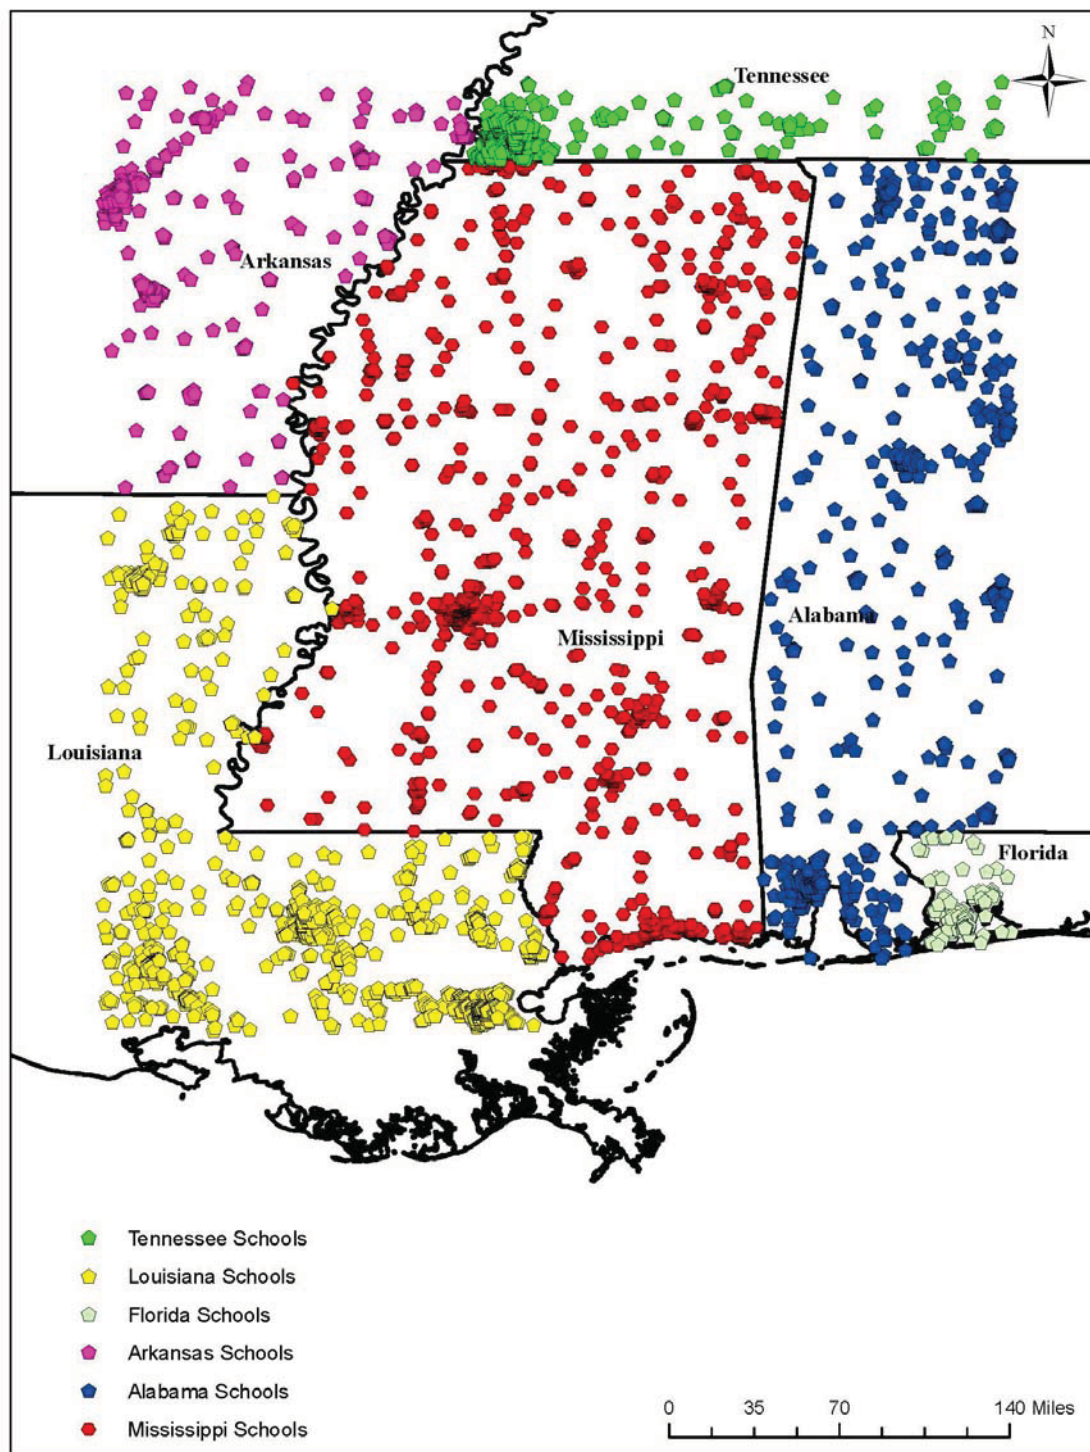 N
Tennessee
Arkansas
Mississippi
Alabama
Louisiana
Florida
Tennessee Schools
Louisiana Schools
Florida Schools
Arkansas Schools
Alabama Schools
Mississippi Schools
0 35 70 140 Miles